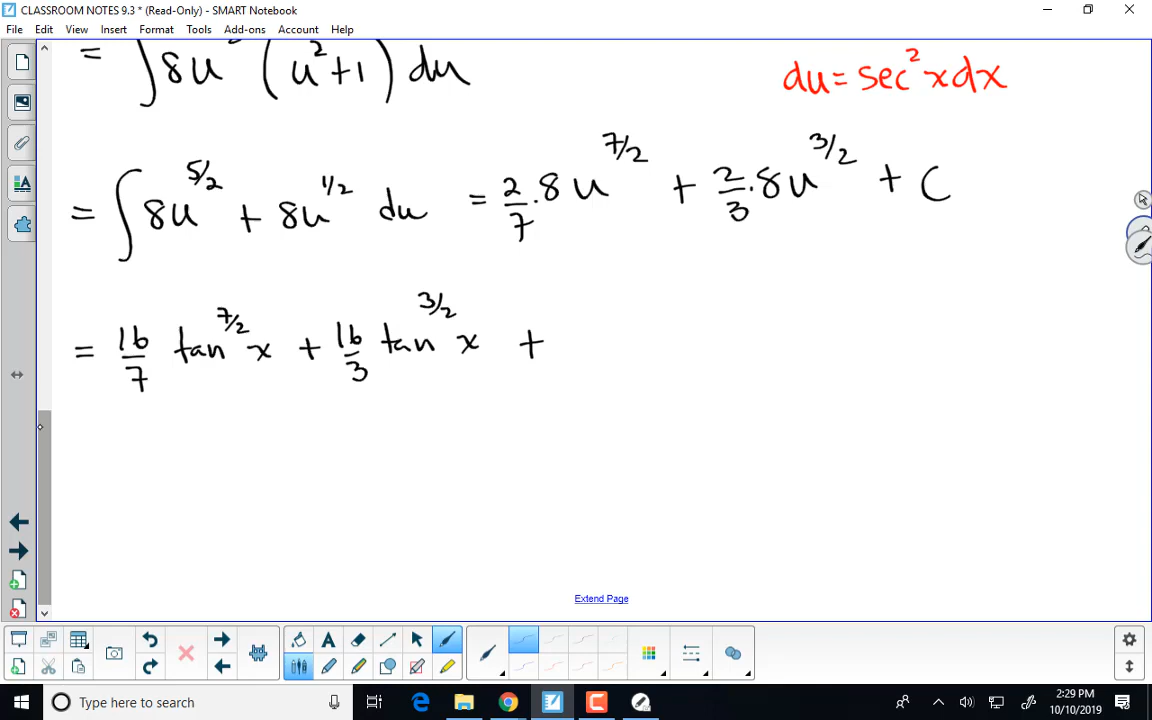 CLASSROOM NOTES 9.3 * (Read-Only) - SMART Notebook
File Edit View Insert Format Tools Add-ons Account Help
= ∫8u (u²+1) du
du = sec²x dx
= ∫8u^5/2 + 8u^1/2 du = 2/7·8u^7/2 + 2/3·8u^3/2 + C
= 16/7 tan^7/2 x + 16/3 tan^3/2 x +
Extend Page
Type here to search
2:29 PM
10/10/2019